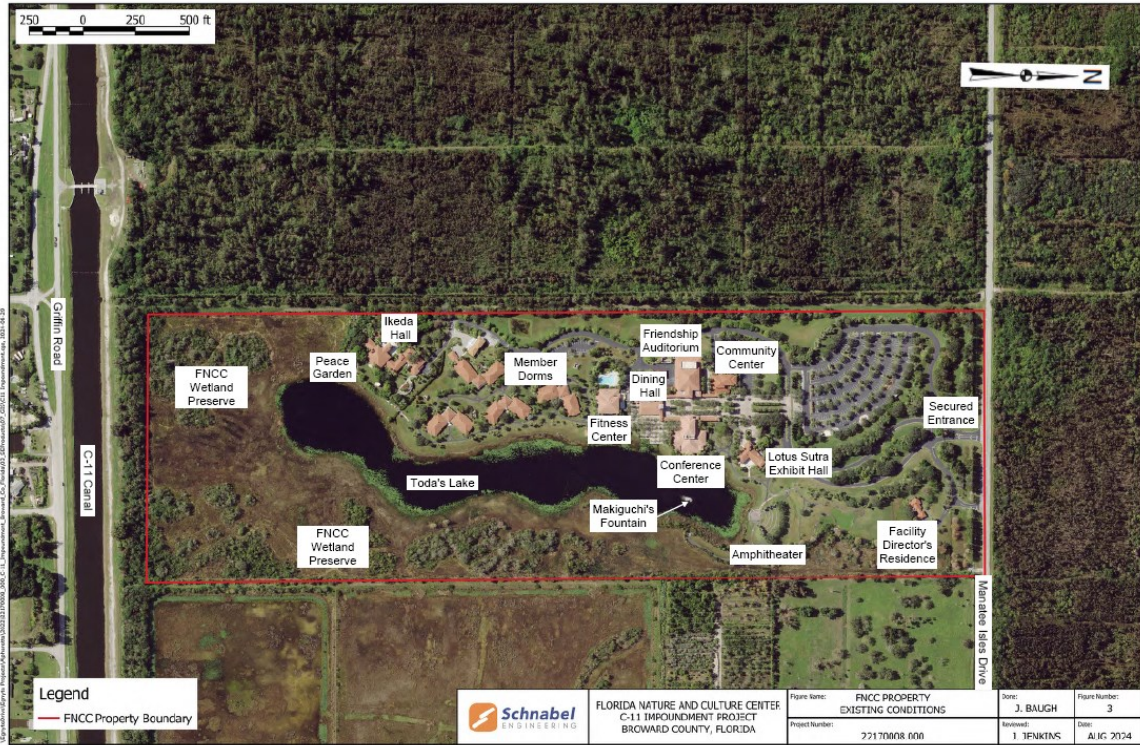 250 0 250 500 ft
N
Griffin Road
C-11 Canal
FNCC
Wetland
Preserve
Peace
Garden
Ikeda
Hall
Member
Dorms
Friendship
Auditorium
Dining
Hall
Community
Center
Fitness
Center
Secured
Entrance
Lotus Sutra
Exhibit Hall
Conference
Center
Toda's Lake
Makiguchi's
Fountain
FNCC
Wetland
Preserve
Amphitheater
Facility
Director's
Residence
Manatee Isles Drive
Legend
FNCC Property Boundary
Schnabel
ENGINEERING
FLORIDA NATURE AND CULTURE CENTER
C-11 IMPOUNDMENT PROJECT
BROWARD COUNTY, FLORIDA
Figure Name:
FNCC PROPERTY
EXISTING CONDITIONS
Project Number:
22170008.000
Done:
J. BAUGH
Reviewed:
J. JENKINS
Figure Number:
3
Date:
AUG 2024